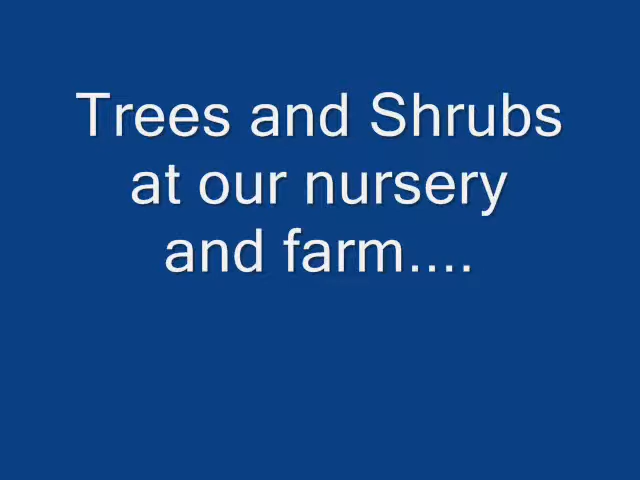 Trees and Shrubs
at our nursery
and farm....